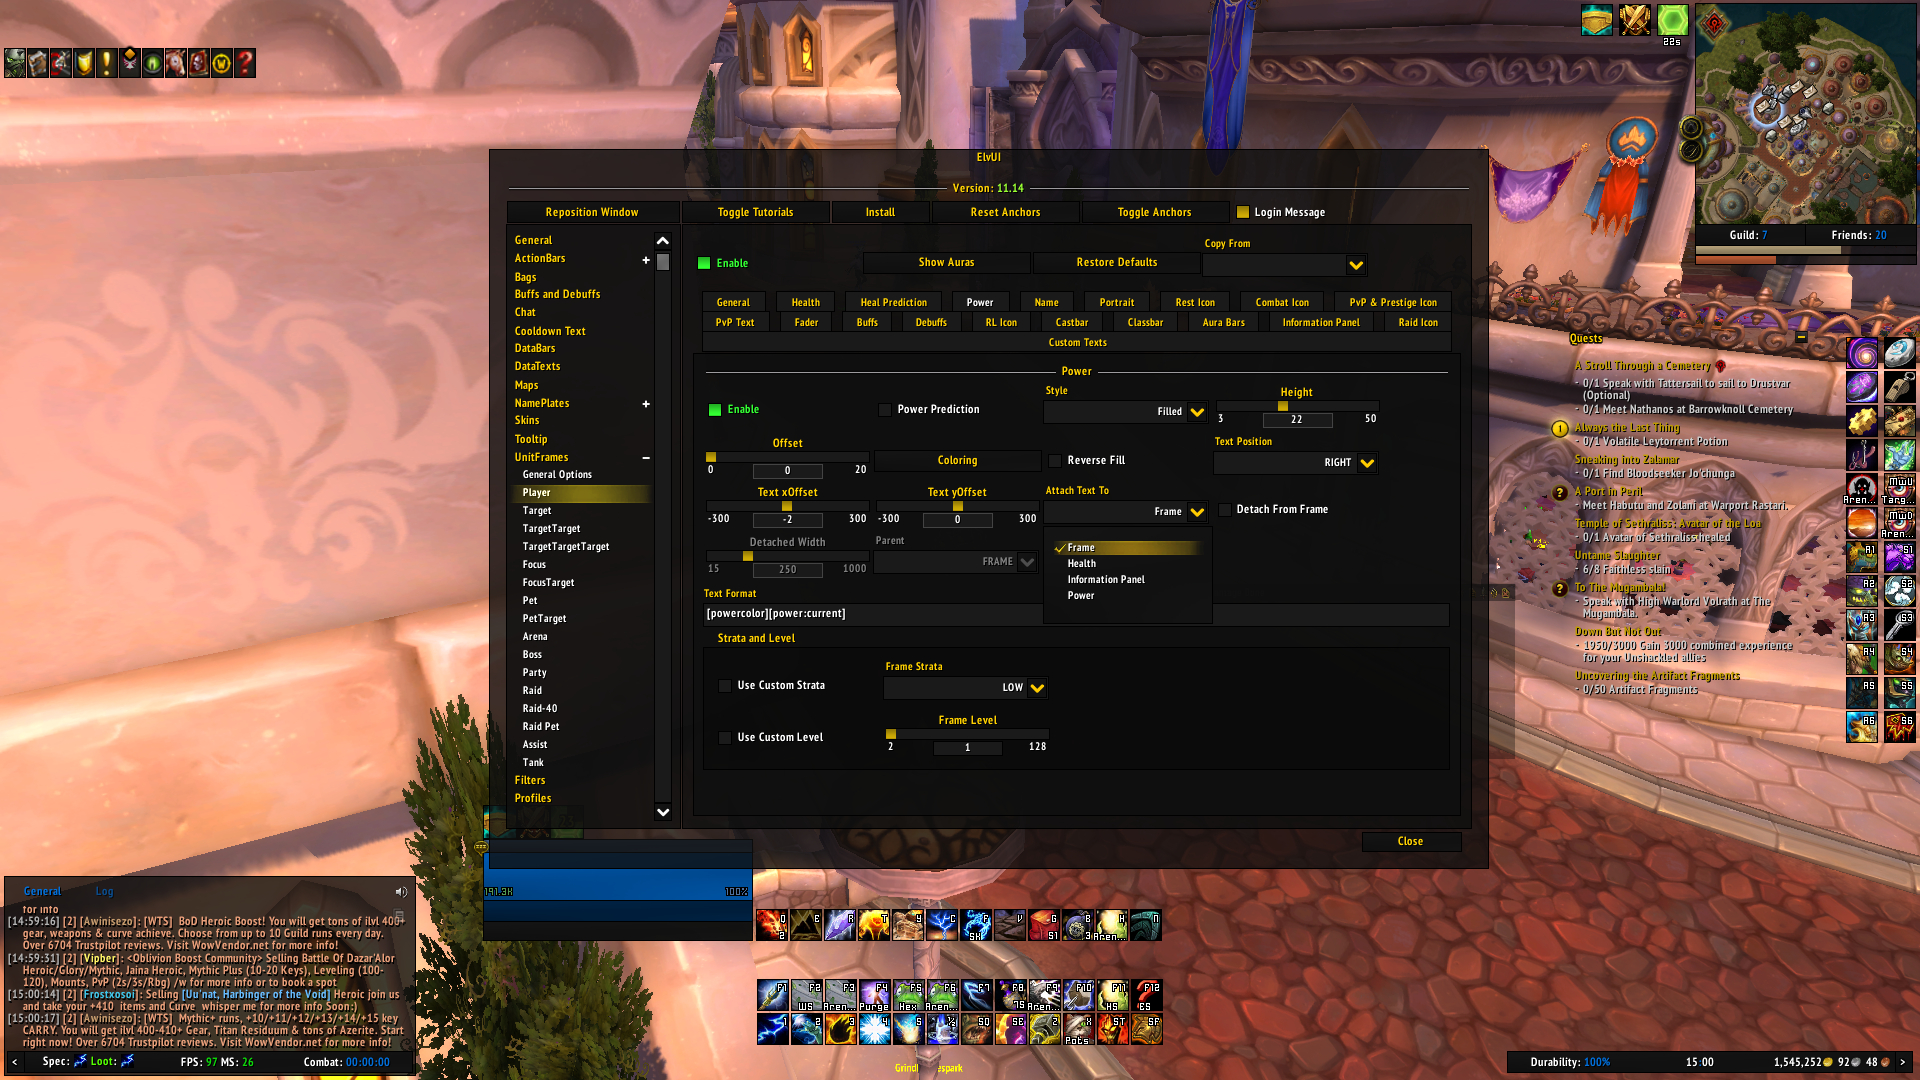 22s
Guild: 7
Friends: 20
ElvUI
Version: 11.14
Reposition Window
Toggle Tutorials
Install
Reset Anchors
Toggle Anchors
Login Message
General
ActionBars
Bags
Buffs and Debuffs
Chat
Cooldown Text
DataBars
DataTexts
Maps
NamePlates
Skins
Tooltip
UnitFrames
General Options
Player
Target
TargetTarget
TargetTargetTarget
Focus
FocusTarget
Pet
PetTarget
Arena
Boss
Party
Raid
Raid-40
Raid Pet
Assist
Tank
Filters
Profiles
Enable
Show Auras
Restore Defaults
Copy From
General
Health
Heal Prediction
Power
Name
Portrait
Rest Icon
Combat Icon
PvP & Prestige Icon
PvP Text
Fader
Buffs
Debuffs
RL Icon
Castbar
Classbar
Aura Bars
Information Panel
Raid Icon
Custom Texts
Power
Enable
Power Prediction
Style
Filled
Height
3
22
50
Offset
0
0
20
Coloring
Reverse Fill
Text Position
RIGHT
Text xOffset
-300
-2
300
Text yOffset
-300
0
300
Attach Text To
Frame
Detach From Frame
Detached Width
15
250
1000
Parent
FRAME
Frame
Health
Information Panel
Power
Text Format
[powercolor][power:current]
Strata and Level
Use Custom Strata
Frame Strata
LOW
Use Custom Level
Frame Level
2
1
128
Close
Quests
A Stroll Through a Cemetery
- 0/1 Speak with Tattersail to sail to Drustvar
(Optional)
- 0/1 Meet Nathanos at Barrowknoll Cemetery
Always the Last Thing
- 0/1 Volatile Leytorrent Potion
Sneaking into Zalamar
- 0/1 Find Bloodseeker Jo'chunga
A Port in Peril
- Meet Habutu and Zolani at Warport Rastari.
Temple of Sethraliss: Avatar of the Loa
- 0/1 Avatar of Sethraliss healed
Untame Slaughter
- 6/8 Faithless slain
To The Mugambala!
- Speak with High Warlord Volrath at The
Mugambala.
Down But Not Out
- 1950/3000 Gain 3000 combined experience
for your Unshackled allies
Uncovering the Artifact Fragments
- 0/50 Artifact Fragments
191.3K
100%
General
Log
for info
[14:59:16] [2] [Awinisezo]: [WTS] BoD Heroic Boost! You will get tons of ilvl 400+
gear, weapons & curve achieve. Choose from up to 10 Guild runs every day.
Over 6704 Trustpilot reviews. Visit WowVendor.net for more info!
[14:59:31] [2] [Vipber]: <Oblivion Boost Community> Selling Battle Of Dazar'Alor
Heroic/Glory/Mythic, Jaina Heroic, Mythic Plus (10-20 Keys), Leveling (100-
120), Mounts, PvP (2s/3s/Rbg) /w for more info or to book a spot
[15:00:14] [2] [Frostxosoi]: Selling [Uu'nat, Harbinger of the Void] Heroic join us
and take your +410 items and Curve whisper me for more info Soon:)
[15:00:17] [2] [Awinisezo]: [WTS] Mythic+ runs, +10/+11/+12/+13/+14/+15 key
CARRY. You will get ilvl 400-410+ Gear, Titan Residuum & tons of Azerite. Start
right now! Over 6704 Trustpilot reviews. Visit WowVendor.net for more info!
< Spec: Loot:
FPS: 97 MS: 26
Combat: 00:00:00
Durability: 100%
15:00
1,545,252 92 48 >